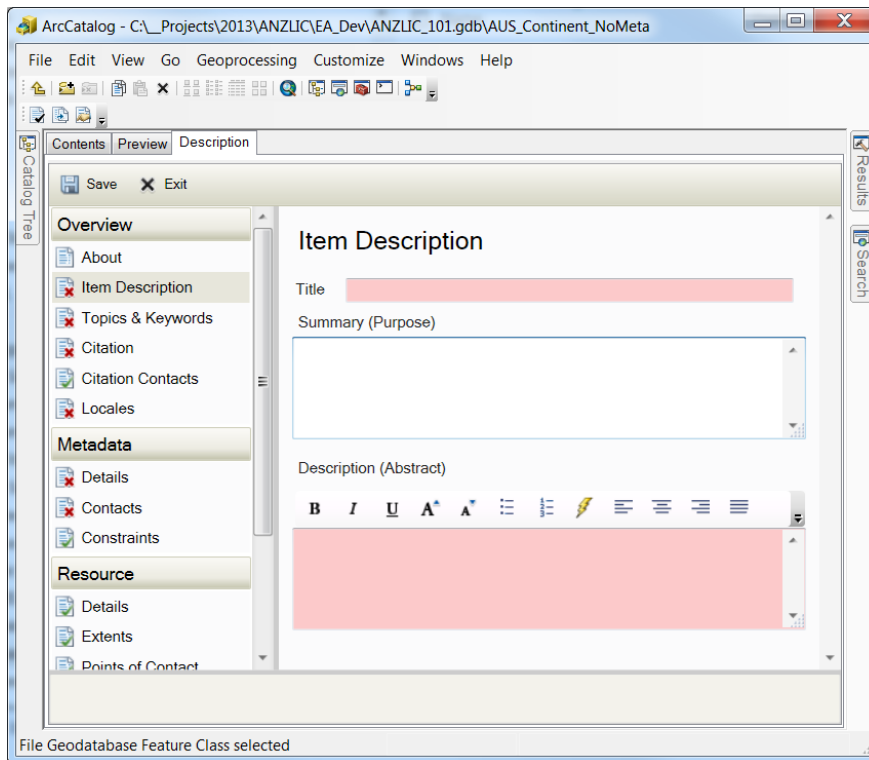 ArcCatalog - C:\__Projects\2013\ANZLIC\EA_Dev\ANZLIC_101.gdb\AUS_Continent_NoMeta
File Edit View Go Geoprocessing Customize Windows Help
Catalog Tree
Contents Preview Description
Results
Search
Save Exit
Overview
About
Item Description
Topics & Keywords
Citation
Citation Contacts
Locales
Metadata
Details
Contacts
Constraints
Resource
Details
Extents
Points of Contact
Item Description
Title
Summary (Purpose)
Description (Abstract)
B I U A A
File Geodatabase Feature Class selected